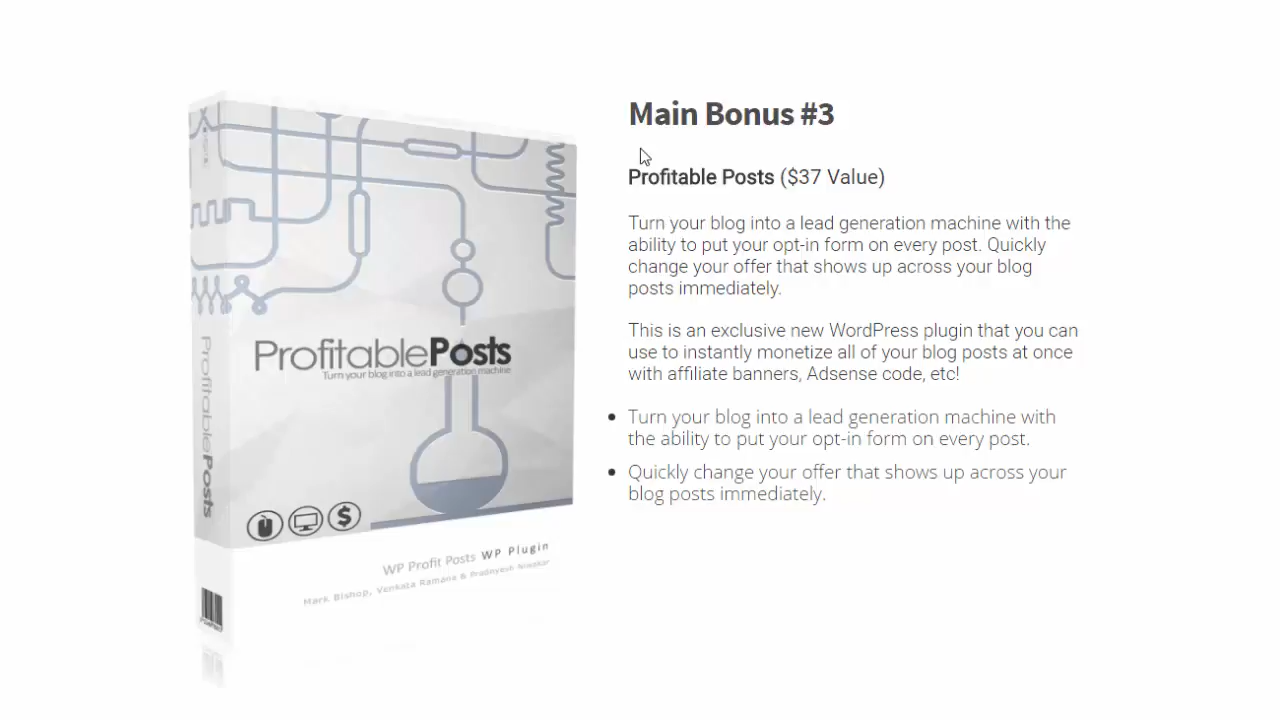 Main Bonus #3
Profitable Posts ($37 Value)
Turn your blog into a lead generation machine with the
ability to put your opt-in form on every post. Quickly
change your offer that shows up across your blog
posts immediately.
This is an exclusive new WordPress plugin that you can
use to instantly monetize all of your blog posts at once
with affiliate banners, Adsense code, etc!
Turn your blog into a lead generation machine with
the ability to put your opt-in form on every post.
Quickly change your offer that shows up across your
blog posts immediately.
ProfitablePosts
Turn your blog into a lead generation machine
ProfitablePosts
WP Profit Posts WP Plugin
Mark Bishop, Venkata Ramana &